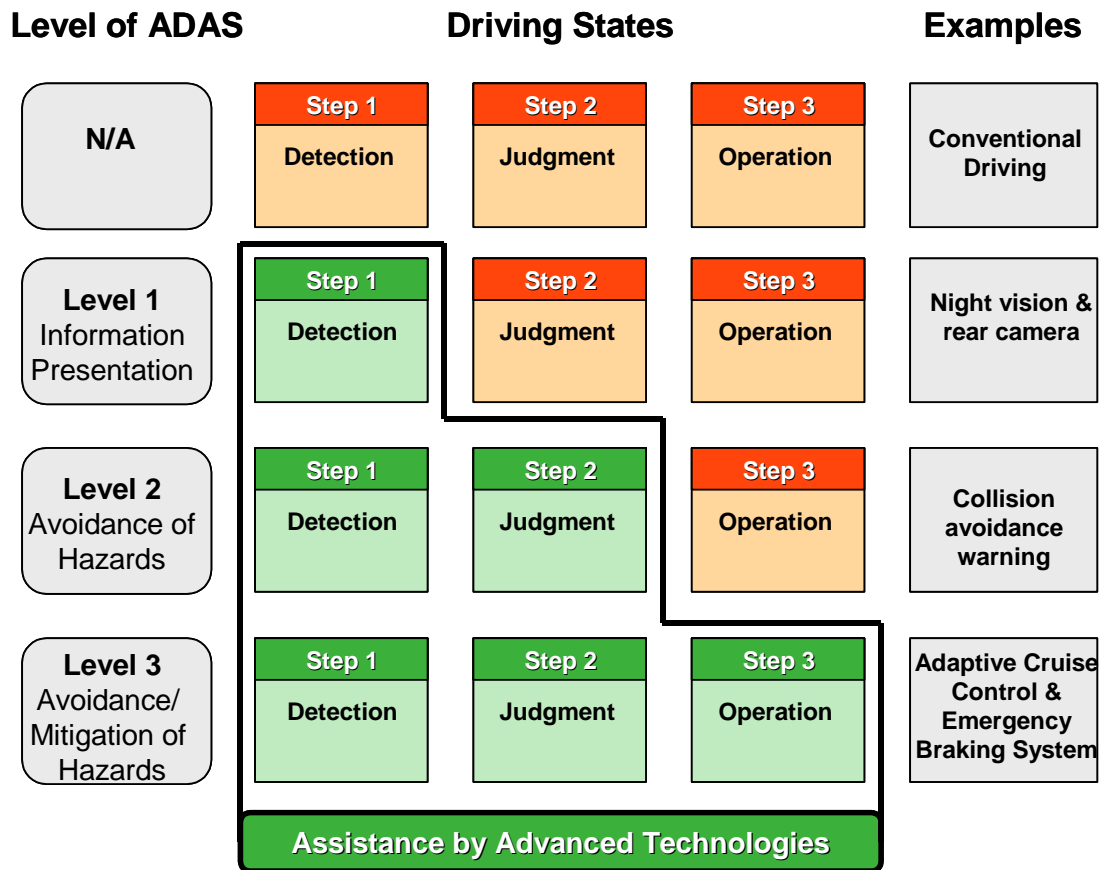 Level of ADAS
Driving States
Examples
N/A
Step 1
Detection
Step 2
Judgment
Step 3
Operation
Conventional
Driving
Level 1
Information
Presentation
Step 1
Detection
Step 2
Judgment
Step 3
Operation
Night vision &
rear camera
Level 2
Avoidance of
Hazards
Step 1
Detection
Step 2
Judgment
Step 3
Operation
Collision
avoidance
warning
Level 3
Avoidance/
Mitigation of
Hazards
Step 1
Detection
Step 2
Judgment
Step 3
Operation
Adaptive Cruise
Control &
Emergency
Braking System
Assistance by Advanced Technologies